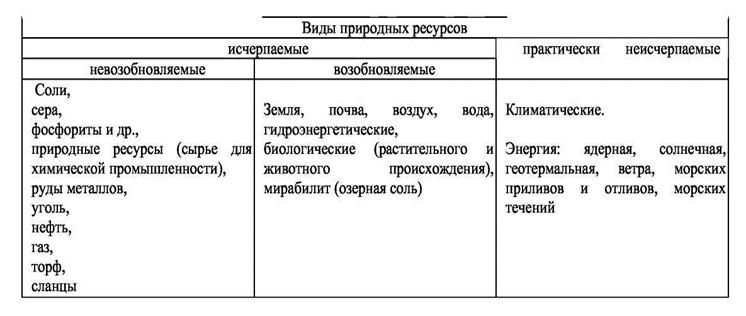 Виды природных ресурсов
исчерпаемые
практически неисчерпаемые
невозобновляемые
возобновляемые
Соли,
сера,
фосфориты и др.,
природные ресурсы (сырье для
химической промышленности),
руды металлов,
уголь,
нефть,
газ,
торф,
сланцы
Земля, почва, воздух, вода,
гидроэнергетические,
биологические (растительного и
животного происхождения),
мирабилит (озерная соль)
Климатические.
Энергия: ядерная, солнечная,
геотермальная, ветра, морских
приливов и отливов, морских
течений